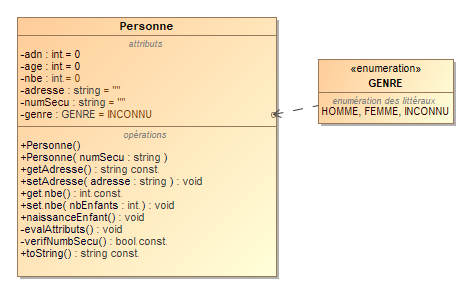 Personne
attributs
-adn : int = 0
-age : int = 0
-nbe : int = 0
-adresse : string = ""
-numSecu : string = ""
-genre : GENRE = INCONNU
opérations
+Personne()
+Personne( numSecu : string )
+getAdresse() : string const.
+setAdresse( adresse : string ) : void
+get.nbe() : int.const.
+set.nbe( nbEnfants : int ) : void
+naissanceEnfant() : void
-evalAttributs() : void
-verifNumbSecu() : bool.const.
+toString() : string const.
«enumeration»
GENRE
enumération des littéraux
HOMME, FEMME, INCONNU